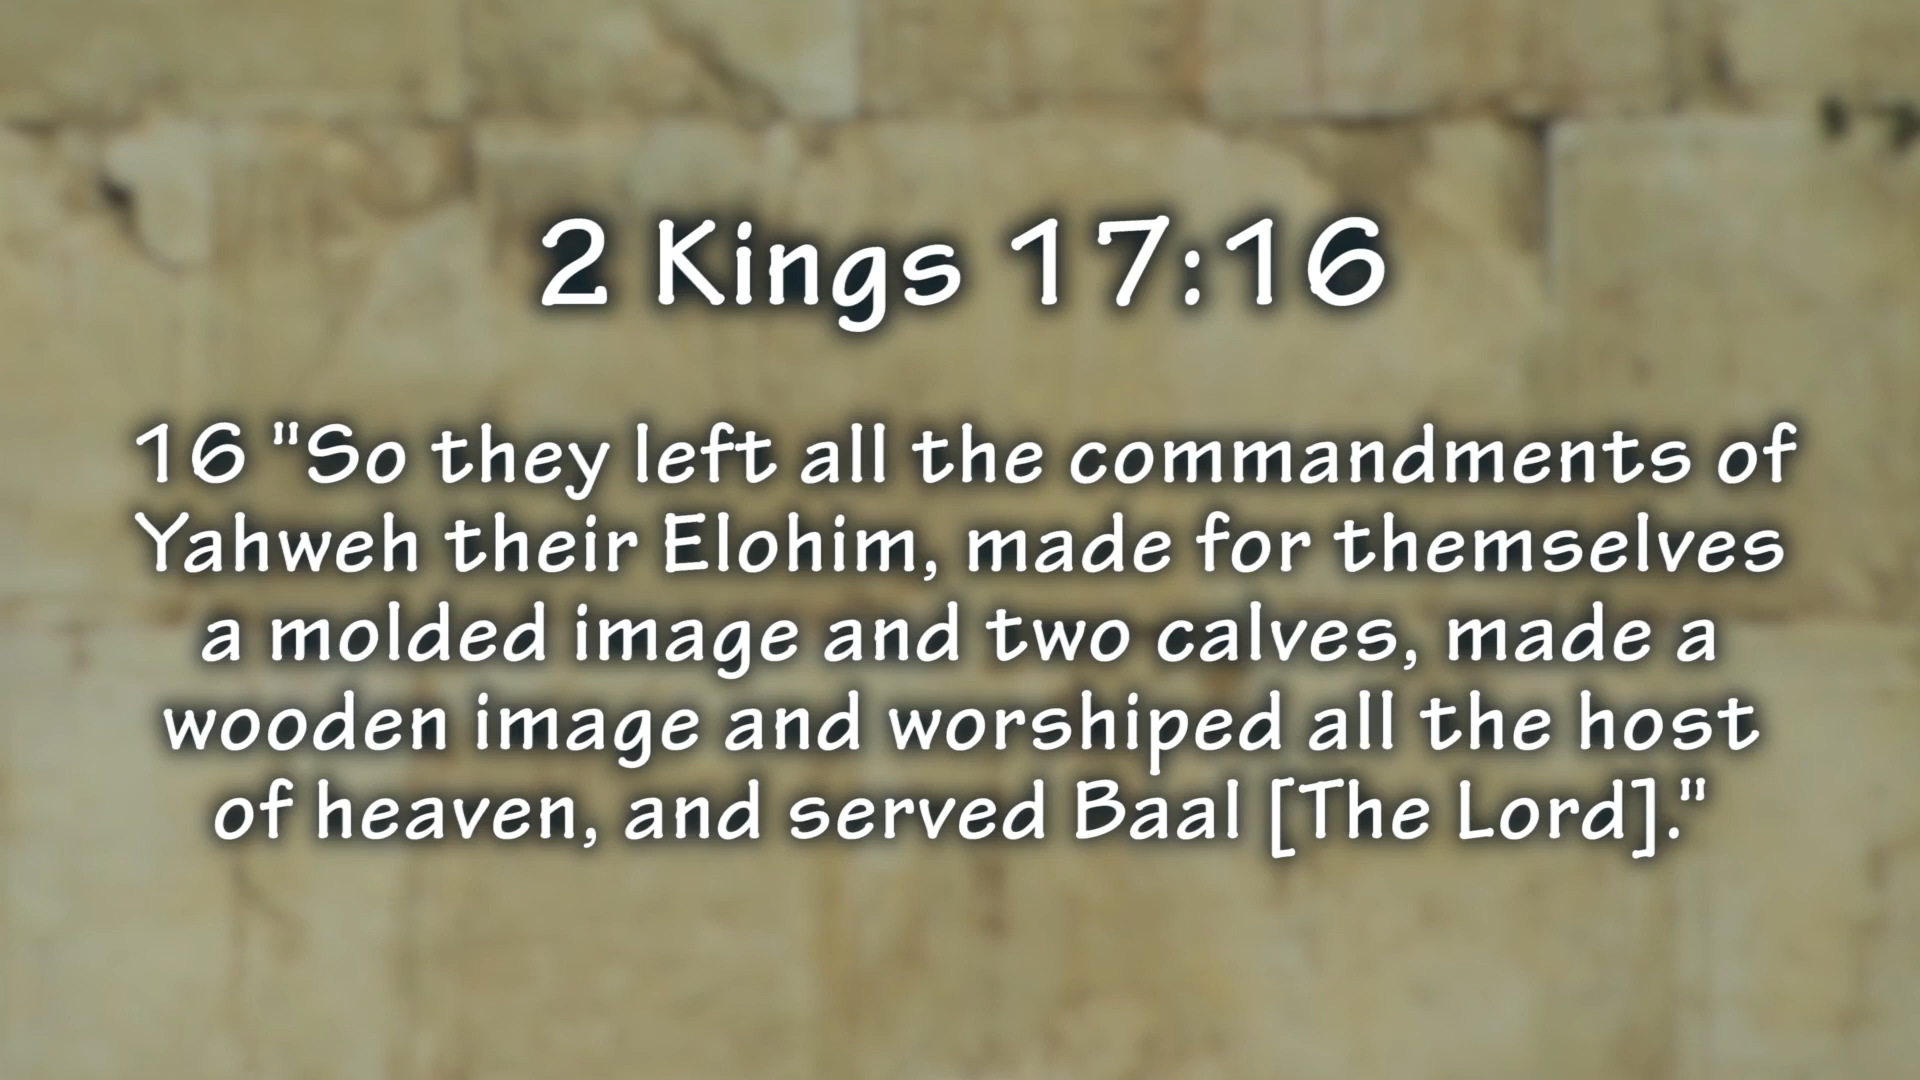 2 Kings 17:16
16 "So they left all the commandments of
Yahweh their Elohim, made for themselves
a molded image and two calves, made a
wooden image and worshiped all the host
of heaven, and served Baal [The Lord]."